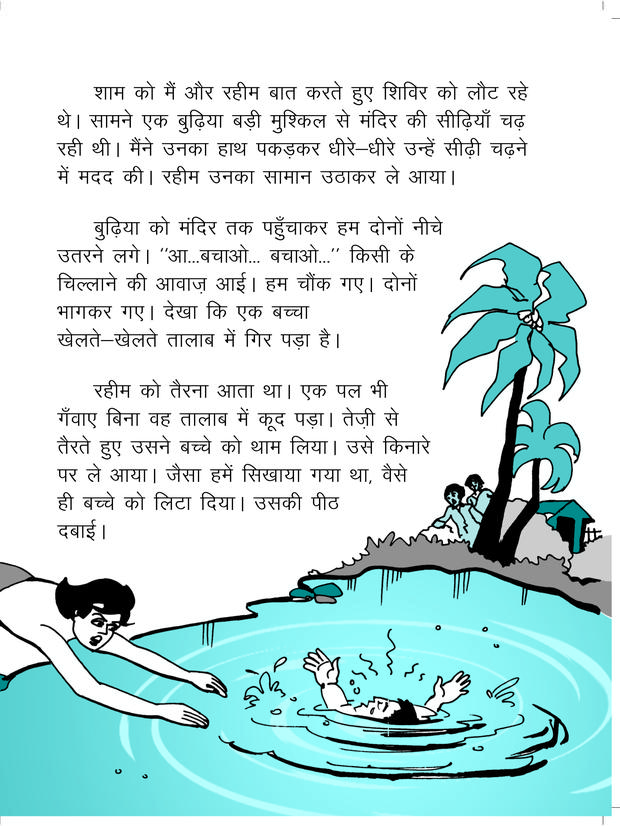 शाम को मैं और रहीम बात करते हुए शिविर को लौट रहे
थे। सामने एक बुढ़िया बड़ी मुश्किल से मंदिर की सीढ़ियाँ चढ़
रही थी। मैंने उनका हाथ पकड़कर धीरे–धीरे उन्हें सीढ़ी चढ़ने
में मदद की। रहीम उनका सामान उठाकर ले आया।
बुढ़िया को मंदिर तक पहुँचाकर हम दोनों नीचे
उतरने लगे। “आ...बचाओ... बचाओ...” किसी के
चिल्लाने की आवाज़ आई। हम चौंक गए। दोनों
भागकर गए। देखा कि एक बच्चा
खेलते–खेलते तालाब में गिर पड़ा है।
रहीम को तैरना आता था। एक पल भी
गँवाए बिना वह तालाब में कूद पड़ा। तेज़ी से
तैरते हुए उसने बच्चे को थाम लिया। उसे किनारे
पर ले आया। जैसा हमें सिखाया गया था, वैसे
ही बच्चे को लिटा दिया। उसकी पीठ
दबाई।